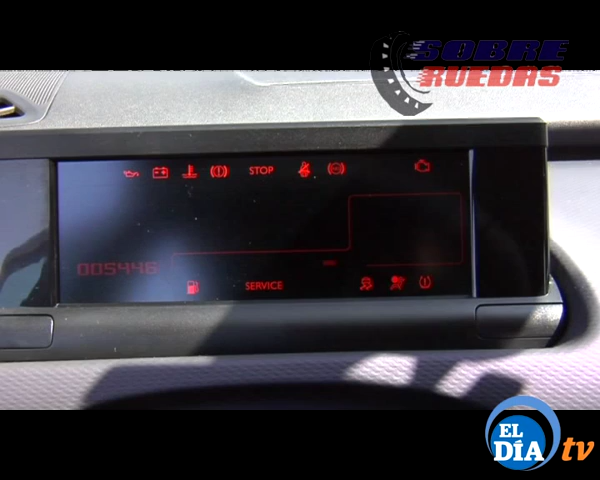 SOBRE
RUEDAS
STOP
005446
SERVICE
EL
DÍA
tv